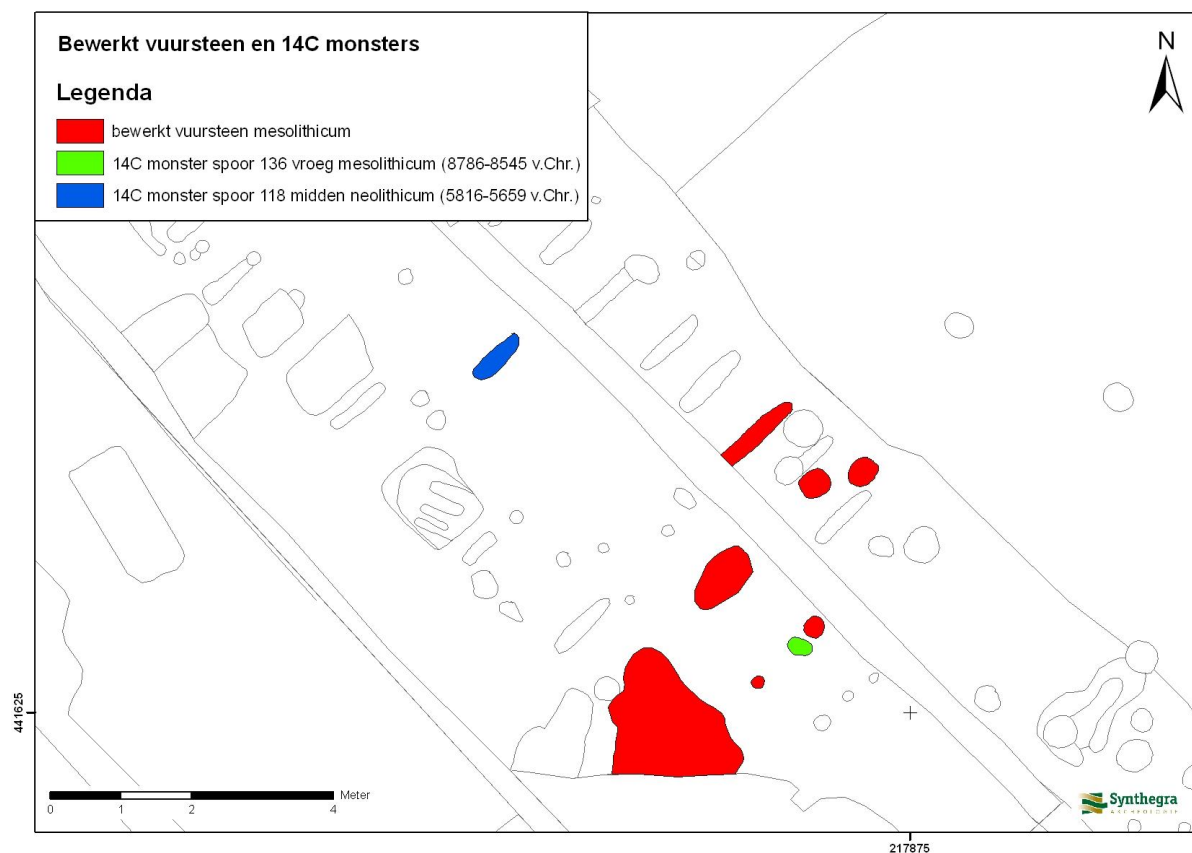 Bewerkt vuursteen en 14C monsters
Legenda
bewerkt vuursteen mesolithicum
14C monster spoor 136 vroeg mesolithicum (8786-8545 v.Chr.)
14C monster spoor 118 midden neolithicum (5816-5659 v.Chr.)
N
441625
Meter
0 1 2 4
Synthegra
ARCHEOLOGIE
217875